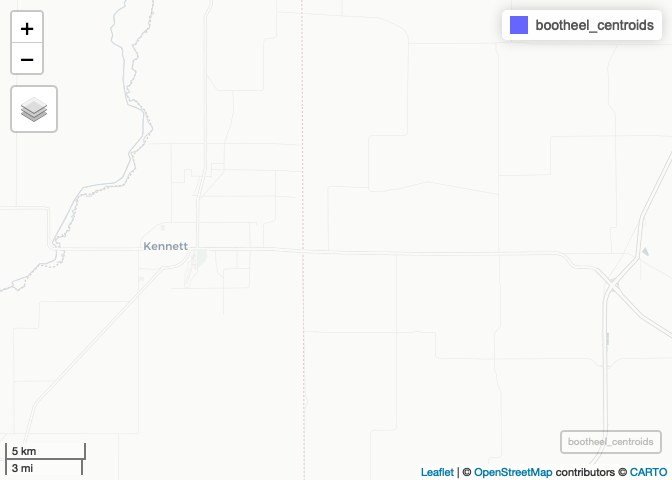 +
−
bootheel_centroids
Kennett
bootheel_centroids
5 km
3 mi
Leaflet | © OpenStreetMap contributors © CARTO